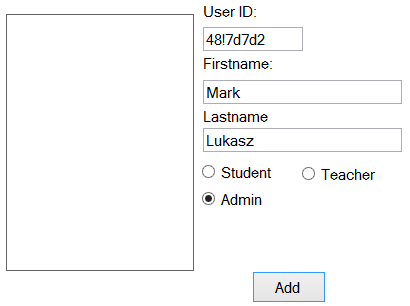 User ID:
48!7d7d2
Firstname:
Mark
Lastname
Lukasz
Student
Teacher
Admin
Add